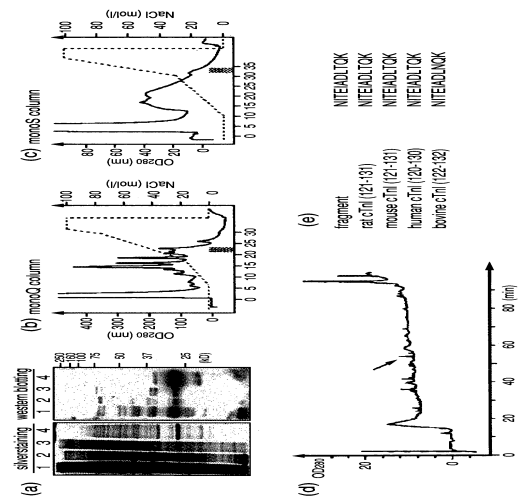 (a)
silverstaining western blotting
1 2 3 4 1 2 3 4
250
160
100
75
50
37
25
(kD)
(b) monoQ column
OD280 (nm)
400
300
200
100
0
NaCl (mol/l)
100
80
60
40
20
0
0 5 10 15 20 25 30
(c) monoS column
OD280 (nm)
80
60
40
20
0
NaCl (mol/l)
100
80
60
40
20
0
0 5 10 15 20 25 30 35
(d)
OD280
20
0
0 20 40 60 80 (min)
(e)
fragment NITEIADLTQK
rat cTnI (121-131) NITEIADLTQK
mouse cTnI (121-131) NITEIADLTQK
human cTnI (120-130) NITEIADLTQK
bovine cTnI (122-132) NITEIADLNQK